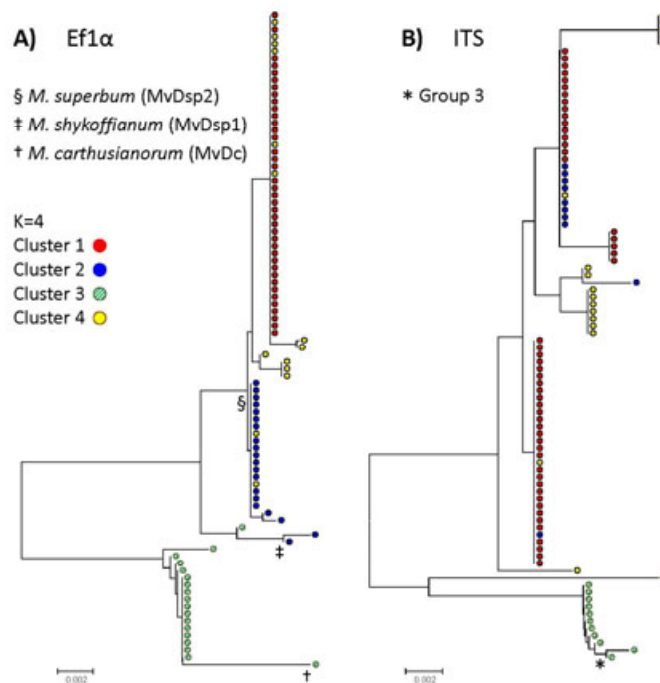 A) Ef1α
§ M. superbum (MvDsp2)
‡ M. shykoffianum (MvDsp1)
† M. carthusianorum (MvDc)
K=4
Cluster 1
Cluster 2
Cluster 3
Cluster 4
§
‡
†
0.002
B) ITS
* Group 3
*
0.002